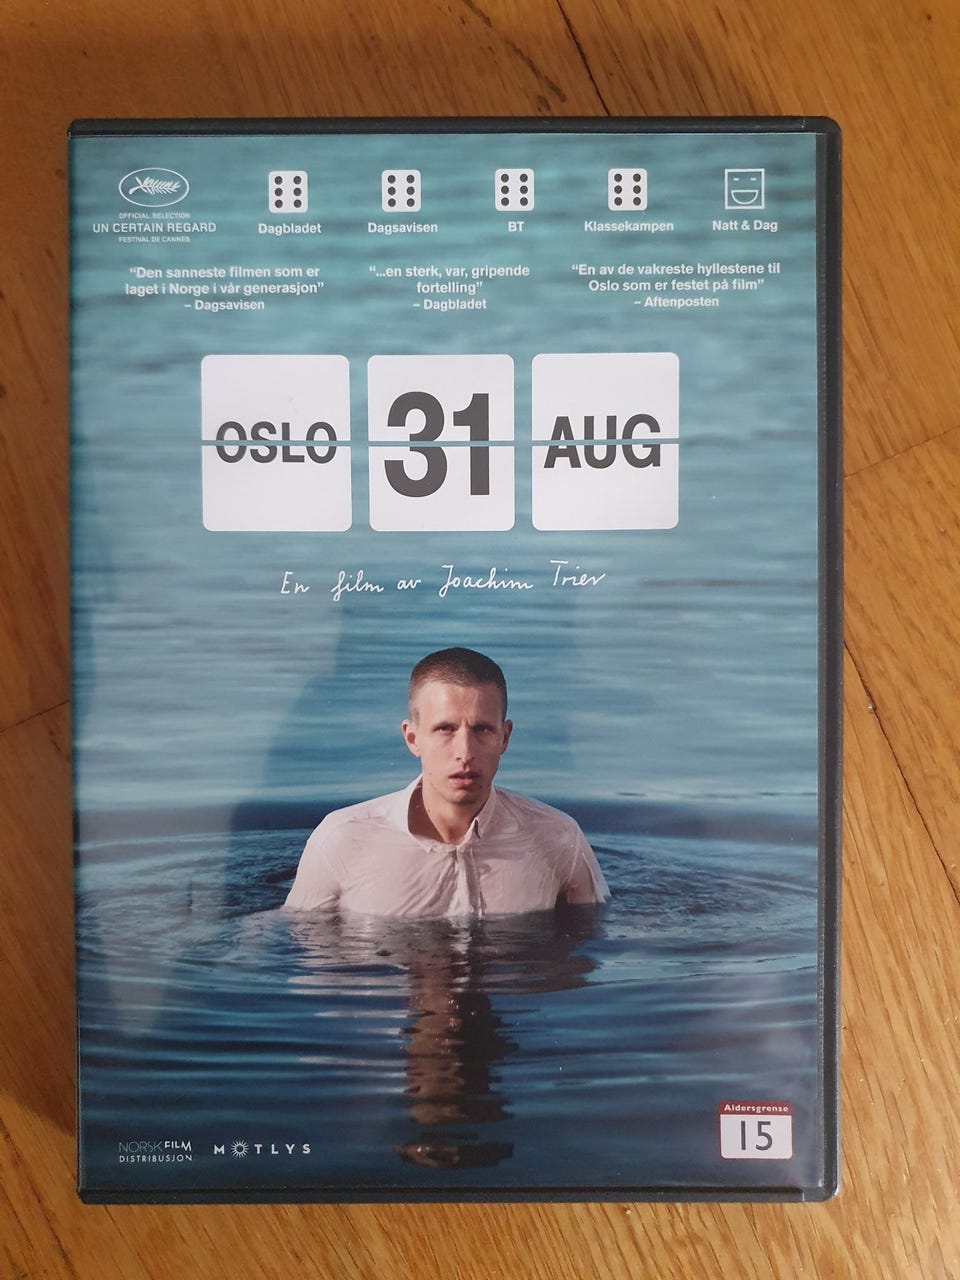 OFFICIAL SELECTION
UN CERTAIN REGARD
FESTIVAL DE CANNES
Dagbladet
Dagsavisen
BT
Klassekampen
Natt & Dag
“Den sanneste filmen som er
laget i Norge i vår generasjon”
– Dagsavisen
“...en sterk, var, gripende
fortelling”
– Dagbladet
“En av de vakreste hyllestene til
Oslo som er festet på film”
– Aftenposten
OSLO 31 AUG
En film av Joachim Trier
NORSK FILM
DISTRIBUSJON
MOTLYS
Aldersgrense
15